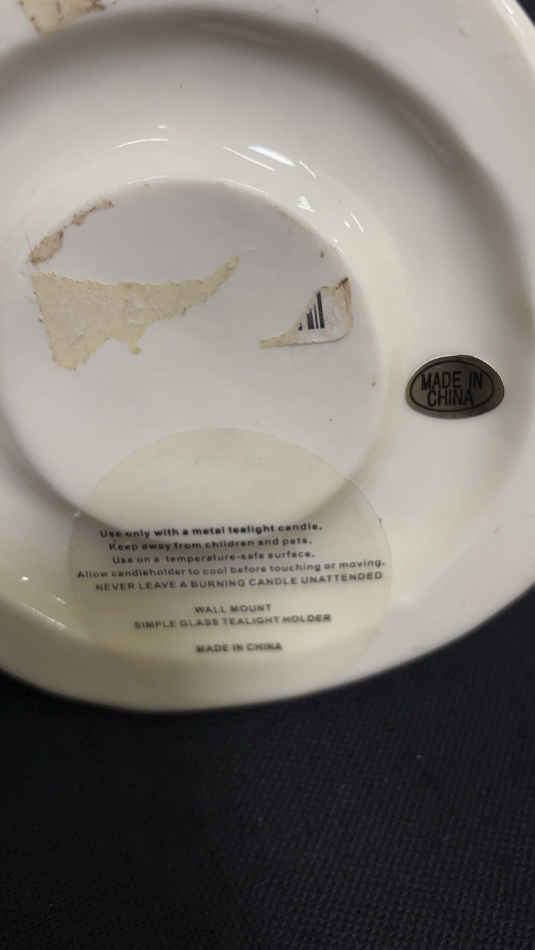 MADE IN
CHINA
Use only with a metal tealight candle.
Keep away from children and pets.
Use on a temperature-safe surface.
Allow candleholder to cool before touching or moving.
NEVER LEAVE A BURNING CANDLE UNATTENDED
WALL MOUNT
SIMPLE GLASS TEALIGHT HOLDER
MADE IN CHINA